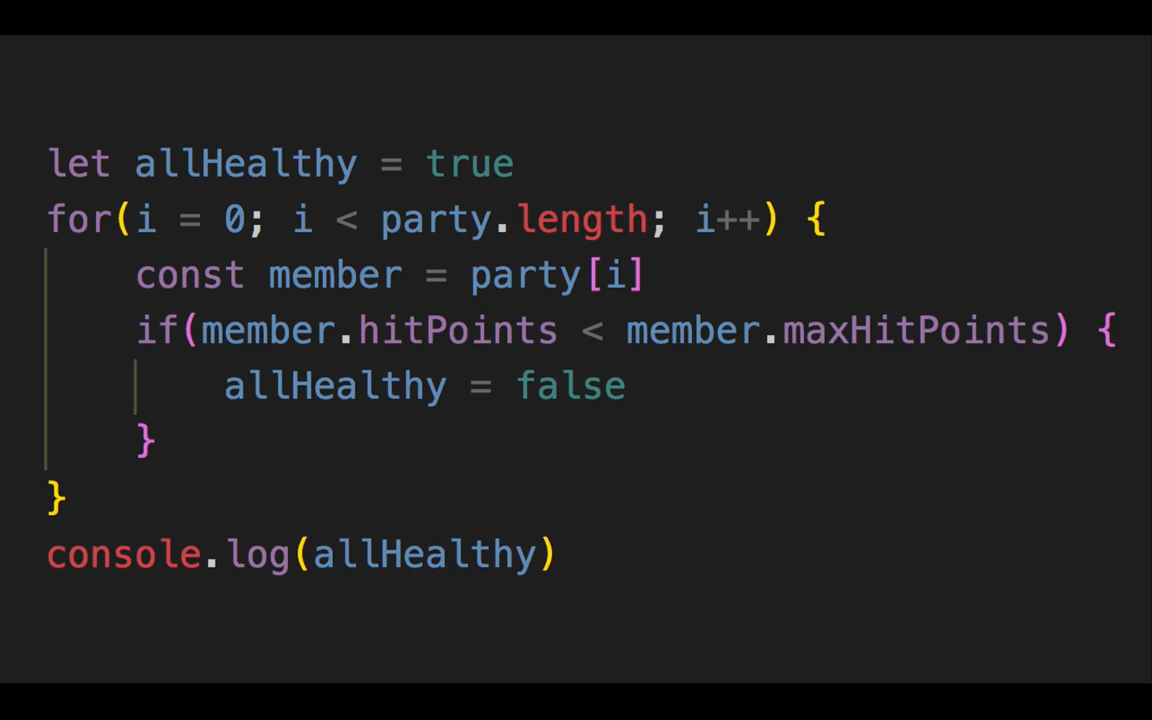 let allHealthy = true
for(i = 0; i < party.length; i++) {
    const member = party[i]
    if(member.hitPoints < member.maxHitPoints) {
        allHealthy = false
    }
}
console.log(allHealthy)